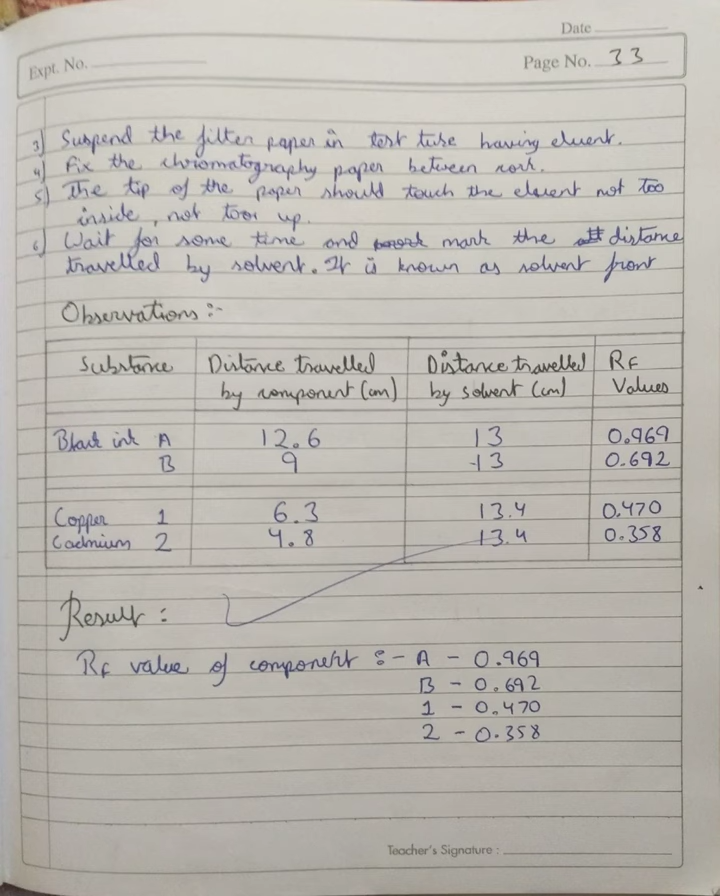 Date
Expt. No.
Page No. 33
3) Suspend the filter paper in test tube having eluent.
4) Fix the chromatography paper between cork.
5) The tip of the paper should touch the eluent not too
inside, not too up.
6) Wait for some time and mark the distance
travelled by solvent. It is known as solvent front
Observations :-
Substance Distance travelled Distance travelled RF
by component (cm) by solvent (cm) Values
Black ink A 12.6 13 0.969
B 9 13 0.692
Copper 1 6.3 13.4 0.470
Cadmium 2 4.8 13.4 0.358
Result :
RF value of component :- A - 0.969
B - 0.692
1 - 0.470
2 - 0.358
Teacher's Signature :